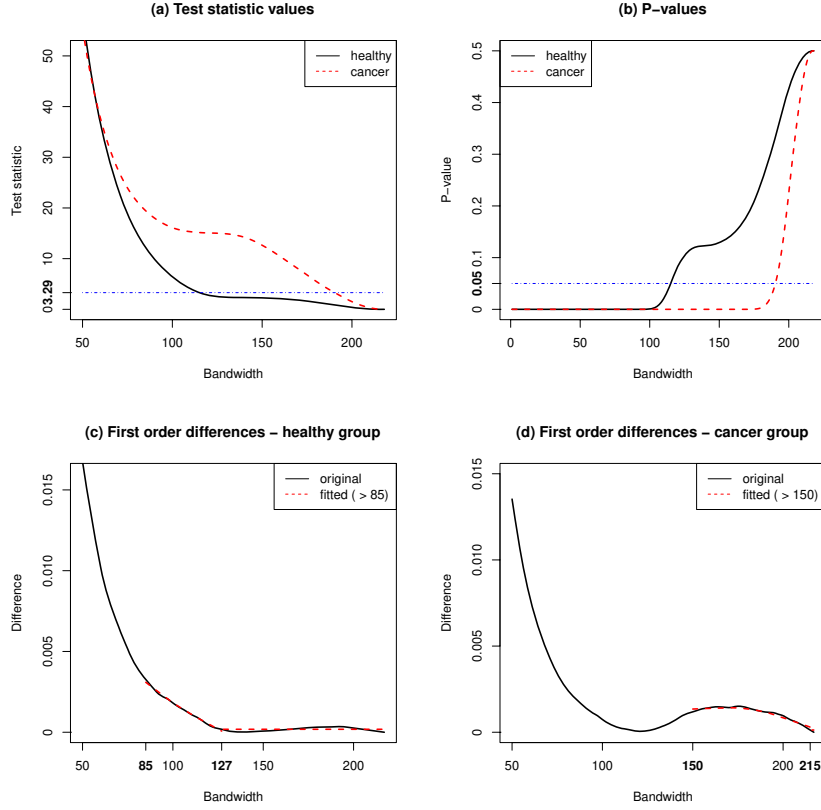 (a) Test statistic values
healthy
cancer
Test statistic
0 3.29 10 20 30 40 50
50 100 150 200
Bandwidth
(b) P−values
healthy
cancer
P−value
0 0.05 0.1 0.2 0.3 0.4 0.5
0 50 100 150 200
Bandwidth
(c) First order differences − healthy group
original
fitted ( > 85)
Difference
0 0.005 0.010 0.015
50 85 100 127 150 200
Bandwidth
(d) First order differences − cancer group
original
fitted ( > 150)
Difference
0 0.005 0.010 0.015
50 100 150 200 215
Bandwidth